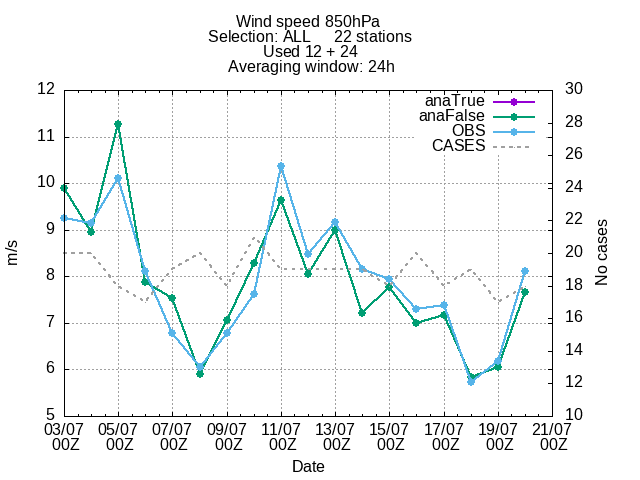 Wind speed 850hPa
Selection: ALL 22 stations
Used 12 + 24
Averaging window: 24h
anaTrue
anaFalse
OBS
CASES
12
11
10
9
8
7
6
5
m/s
30
28
26
24
22
20
18
16
14
12
10
No cases
03/07 05/07 07/07 09/07 11/07 13/07 15/07 17/07 19/07 21/07
00Z 00Z 00Z 00Z 00Z 00Z 00Z 00Z 00Z 00Z
Date